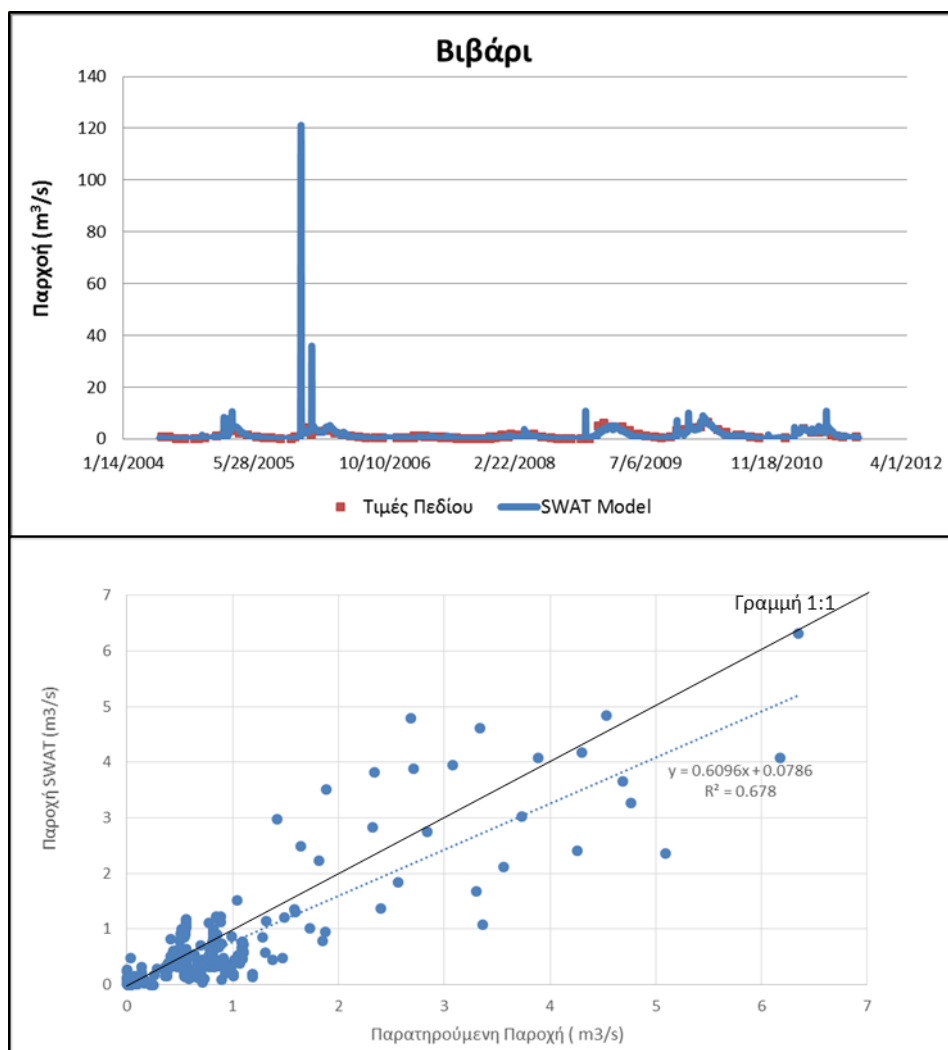 Βιβάρι
140
120
100
80
60
40
20
0
Παρχοή (m³/s)
1/14/2004 5/28/2005 10/10/2006 2/22/2008 7/6/2009 11/18/2010 4/1/2012
Τιμές Πεδίου SWAT Model
7
6
5
4
3
2
1
0
Παροχή SWAT (m3/s)
Γραμμή 1:1
y = 0.6096x + 0.0786
R² = 0.678
0 1 2 3 4 5 6 7
Παρατηρούμενη Παροχή ( m3/s)